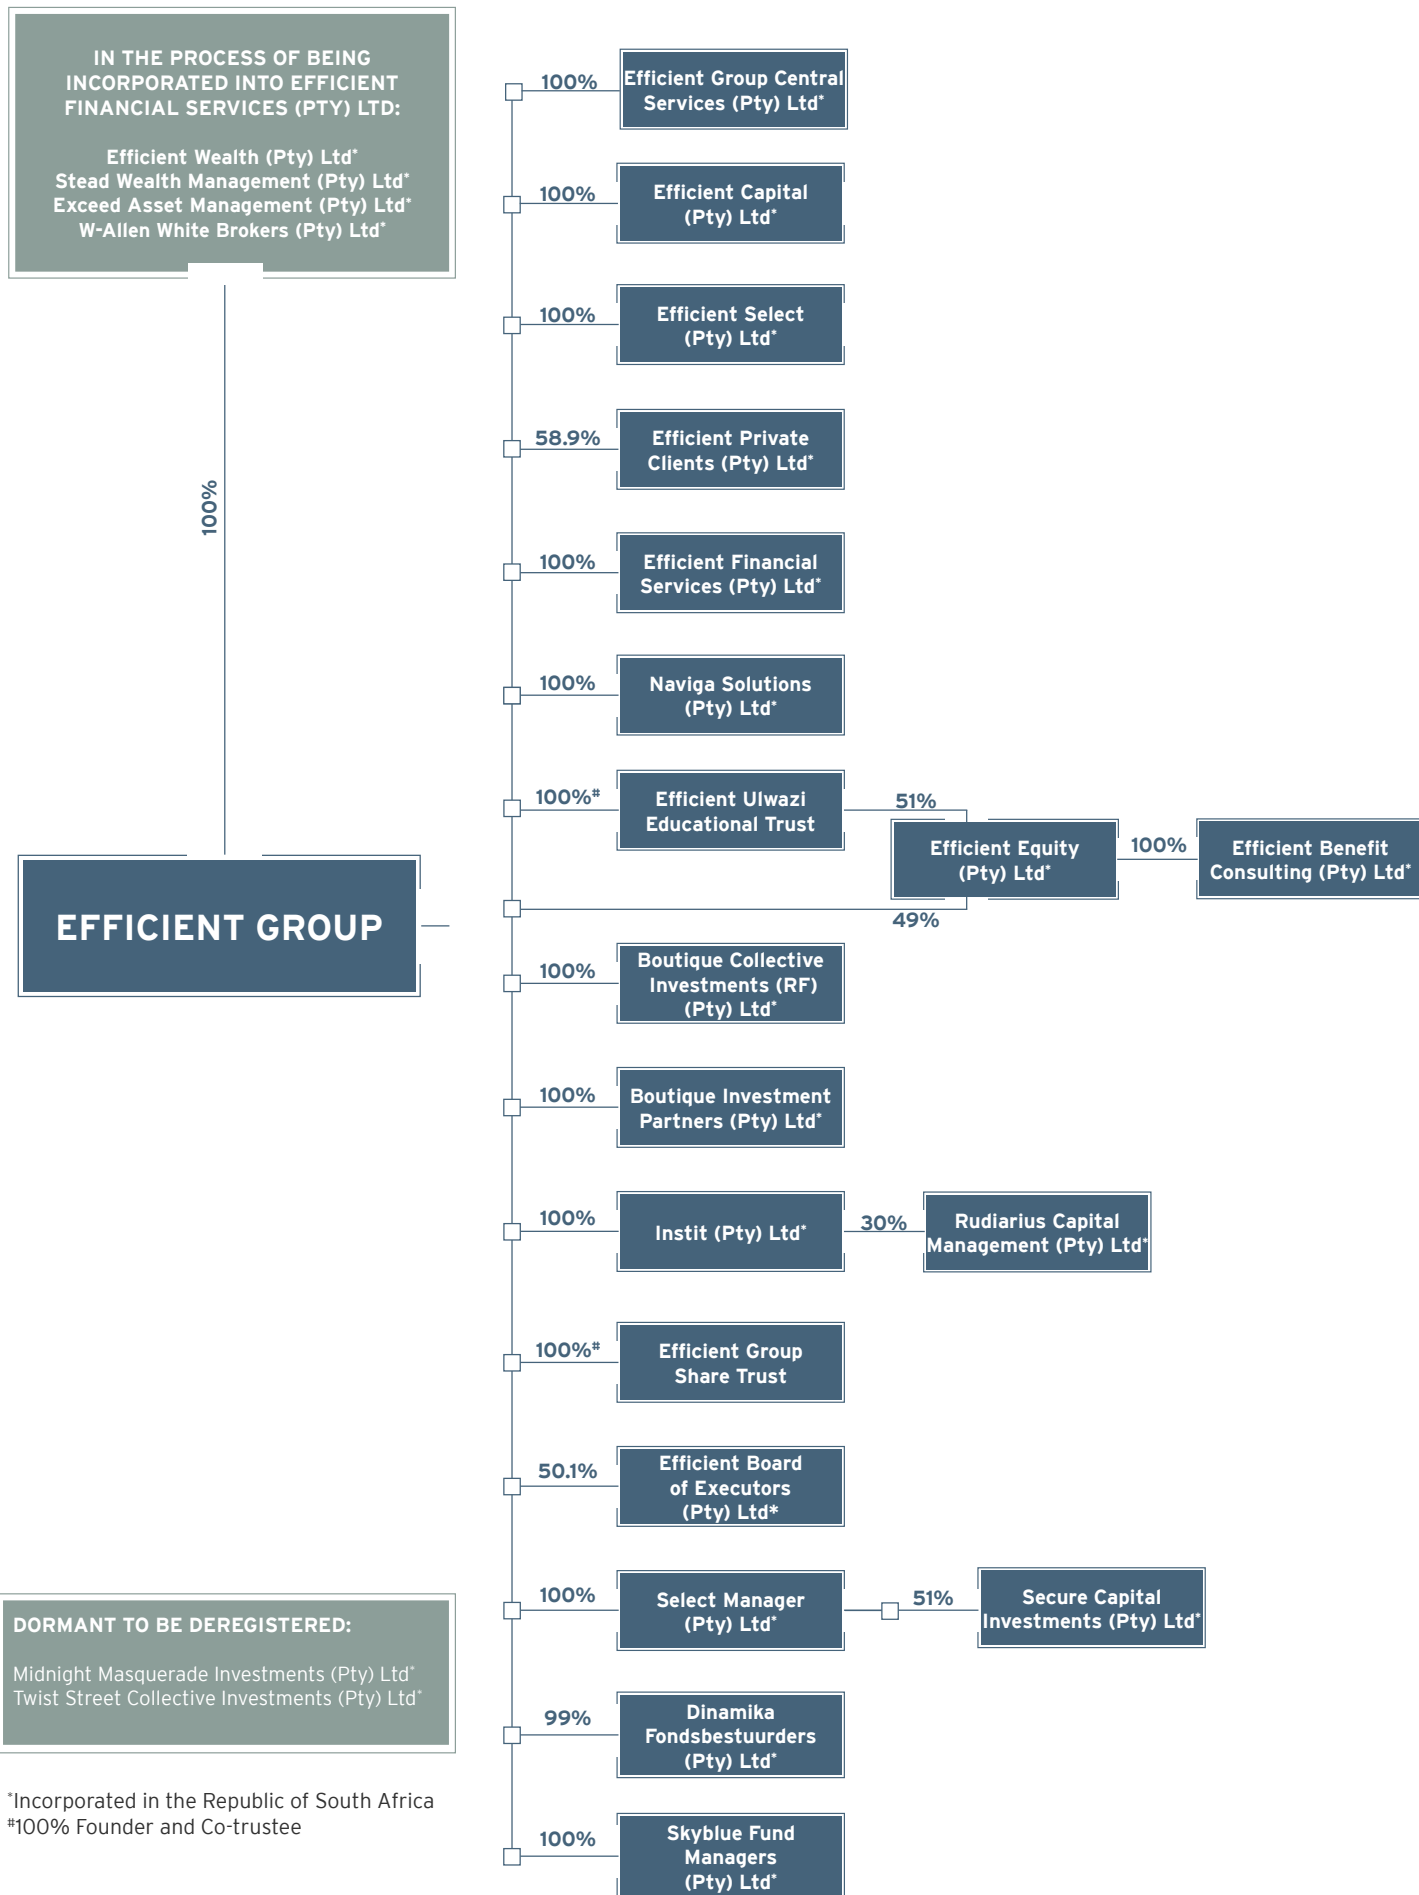 IN THE PROCESS OF BEING
INCORPORATED INTO EFFICIENT
FINANCIAL SERVICES (PTY) LTD:
Efficient Wealth (Pty) Ltd*
Stead Wealth Management (Pty) Ltd*
Exceed Asset Management (Pty) Ltd*
W-Allen White Brokers (Pty) Ltd*
100%
EFFICIENT GROUP
100%
Efficient Group Central
Services (Pty) Ltd*
100%
Efficient Capital
(Pty) Ltd*
100%
Efficient Select
(Pty) Ltd*
58.9%
Efficient Private
Clients (Pty) Ltd*
100%
Efficient Financial
Services (Pty) Ltd*
100%
Naviga Solutions
(Pty) Ltd*
100%#
Efficient Ulwazi
Educational Trust
51%
Efficient Equity
(Pty) Ltd*
100%
Efficient Benefit
Consulting (Pty) Ltd*
49%
100%
Boutique Collective
Investments (RF)
(Pty) Ltd*
100%
Boutique Investment
Partners (Pty) Ltd*
100%
Instit (Pty) Ltd*
30%
Rudiarius Capital
Management (Pty) Ltd*
100%#
Efficient Group
Share Trust
50.1%
Efficient Board
of Executors
(Pty) Ltd*
100%
Select Manager
(Pty) Ltd*
51%
Secure Capital
Investments (Pty) Ltd*
99%
Dinamika
Fondsbestuurders
(Pty) Ltd*
100%
Skyblue Fund
Managers
(Pty) Ltd*
DORMANT TO BE DEREGISTERED:
Midnight Masquerade Investments (Pty) Ltd*
Twist Street Collective Investments (Pty) Ltd*
*Incorporated in the Republic of South Africa
#100% Founder and Co-trustee